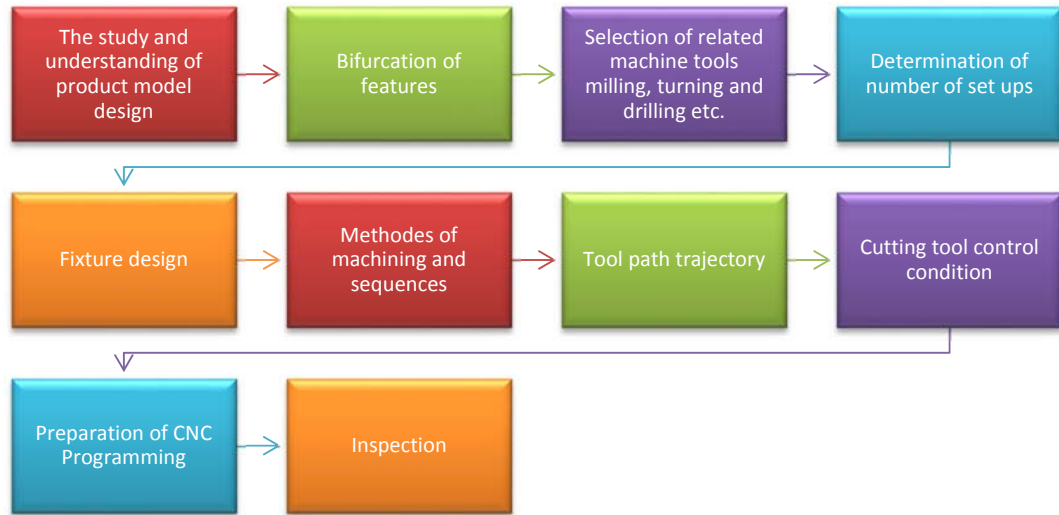 The study and
understanding of
product model
design
Bifurcation of
features
Selection of related
machine tools
milling, turning and
drilling etc.
Determination of
number of set ups
Fixture design
Methodes of
machining and
sequences
Tool path trajectory
Cutting tool control
condition
Preparation of CNC
Programming
Inspection